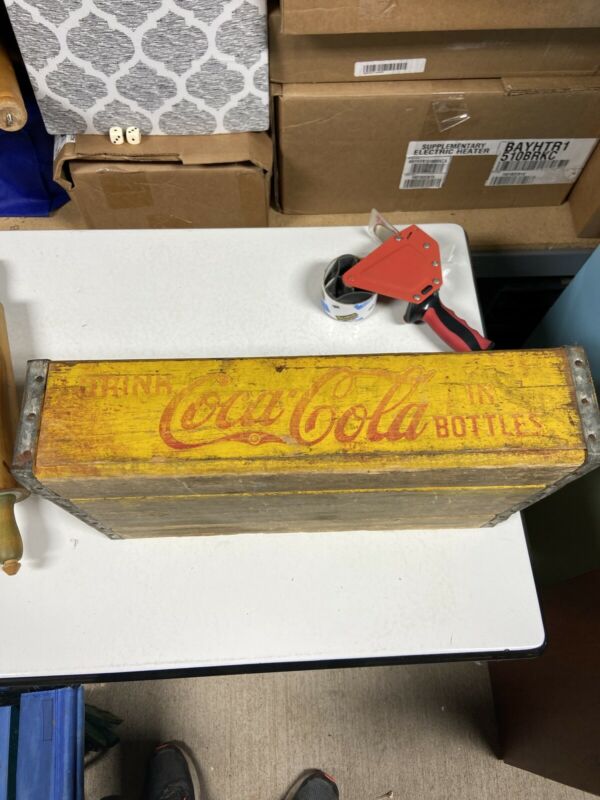 SUPPLEMENTARY
ELECTRIC HEATER
BAYHTR1
510BRKC
DRINK Coca-Cola IN
BOTTLES